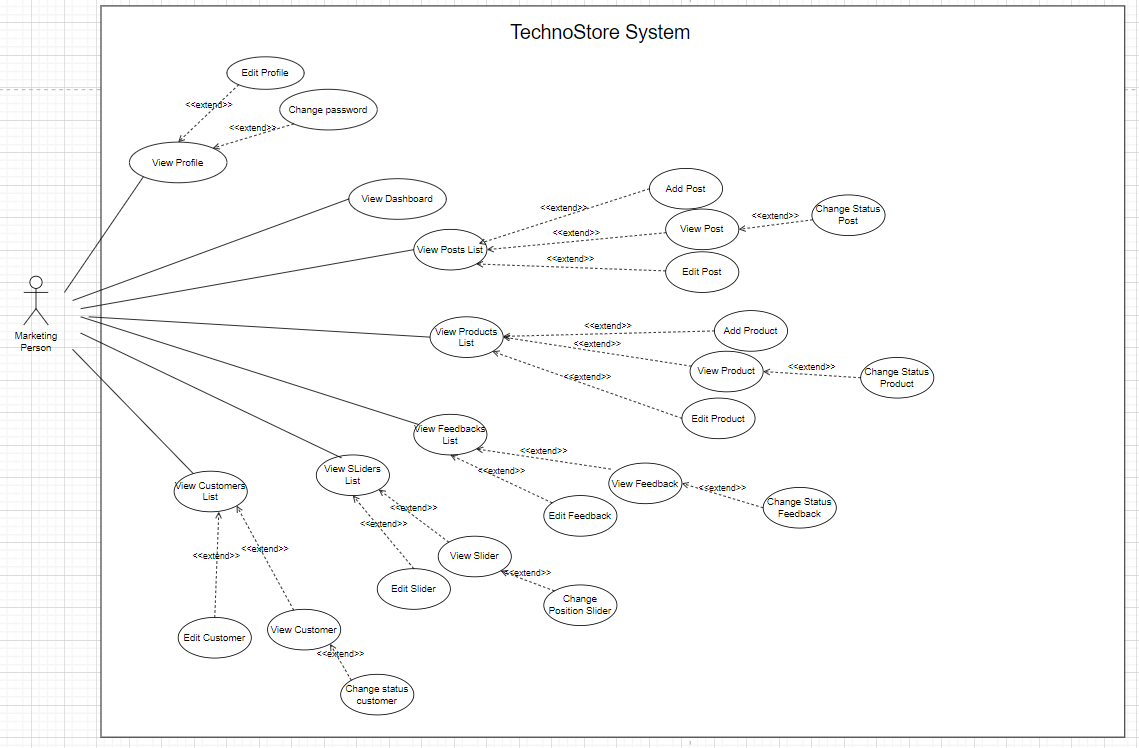 TechnoStore System
Edit Profile
<<extend>>
Change password
<<extend>>
View Profile
View Dashboard
Add Post
<<extend>>
Change Status
Post
<<extend>>
View Post
<<extend>>
View Posts List
<<extend>>
Edit Post
Marketing
Person
View Products
List
<<extend>>
Add Product
<<extend>>
View Product
<<extend>>
Change Status
Product
<<extend>>
Edit Product
View Feedbacks
List
<<extend>>
<<extend>>
View Feedback
<<extend>>
Change Status
Feedback
Edit Feedback
View SLiders
List
<<extend>>
<<extend>>
View Slider
<<extend>>
Edit Slider
Change
Position Slider
View Customers
List
<<extend>>
<<extend>>
Edit Customer
View Customer
<<extend>>
Change status
customer